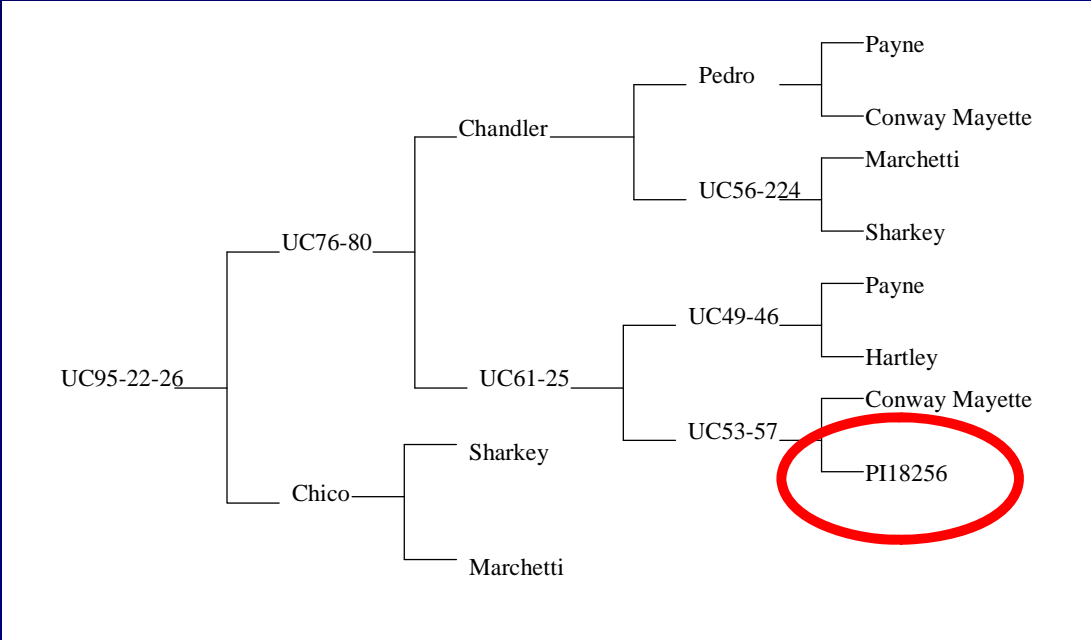 Payne
Pedro
Conway Mayette
Chandler
Marchetti
UC56-224
Sharkey
UC76-80
Payne
UC49-46
Hartley
UC95-22-26
UC61-25
Conway Mayette
UC53-57
Sharkey
PI18256
Chico
Marchetti